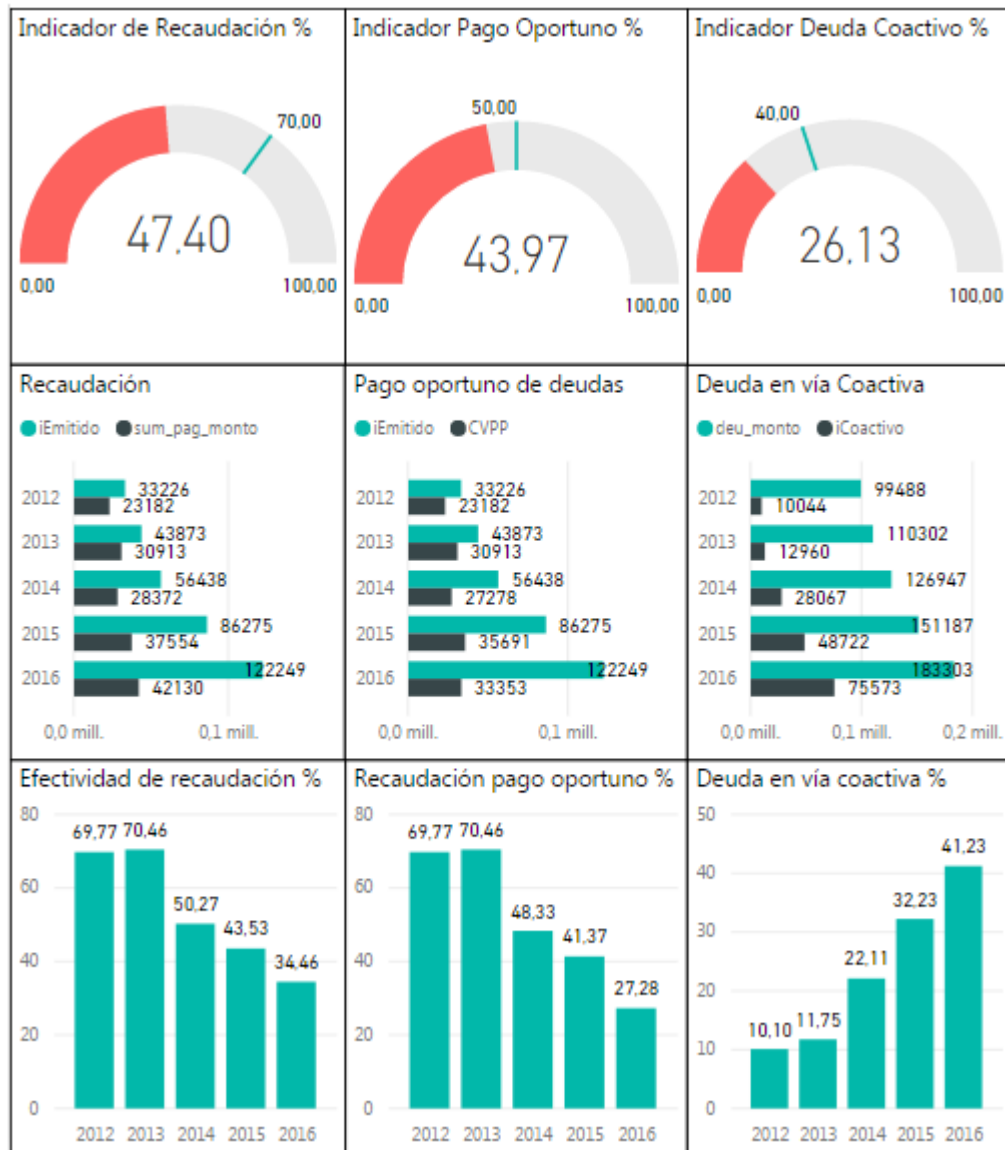 Indicador de Recaudación %
70,00
47,40
0,00
100,00
Indicador Pago Oportuno %
50,00
43,97
0,00
100,00
Indicador Deuda Coactivo %
40,00
26,13
0,00
100,00
Recaudación
iEmitido sum_pag_monto
2012 33226
23182
2013 43873
30913
2014 56438
28372
2015 86275
37554
2016 122249
42130
0,0 mill. 0,1 mill.
Pago oportuno de deudas
iEmitido CVPP
2012 33226
23182
2013 43873
30913
2014 56438
27278
2015 86275
35691
2016 122249
33353
0,0 mill. 0,1 mill.
Deuda en vía Coactiva
deu_monto iCoactivo
2012 99488
10044
2013 110302
12960
2014 126947
28067
2015 151187
48722
2016 183303
75573
0,0 mill. 0,1 mill. 0,2 mill.
Efectividad de recaudación %
80
60
40
20
0
69,77 70,46 50,27 43,53 34,46
2012 2013 2014 2015 2016
Recaudación pago oportuno %
80
60
40
20
0
69,77 70,46 48,33 41,37 27,28
2012 2013 2014 2015 2016
Deuda en vía coactiva %
50
40
30
20
10
0
10,10 11,75 22,11 32,23 41,23
2012 2013 2014 2015 2016